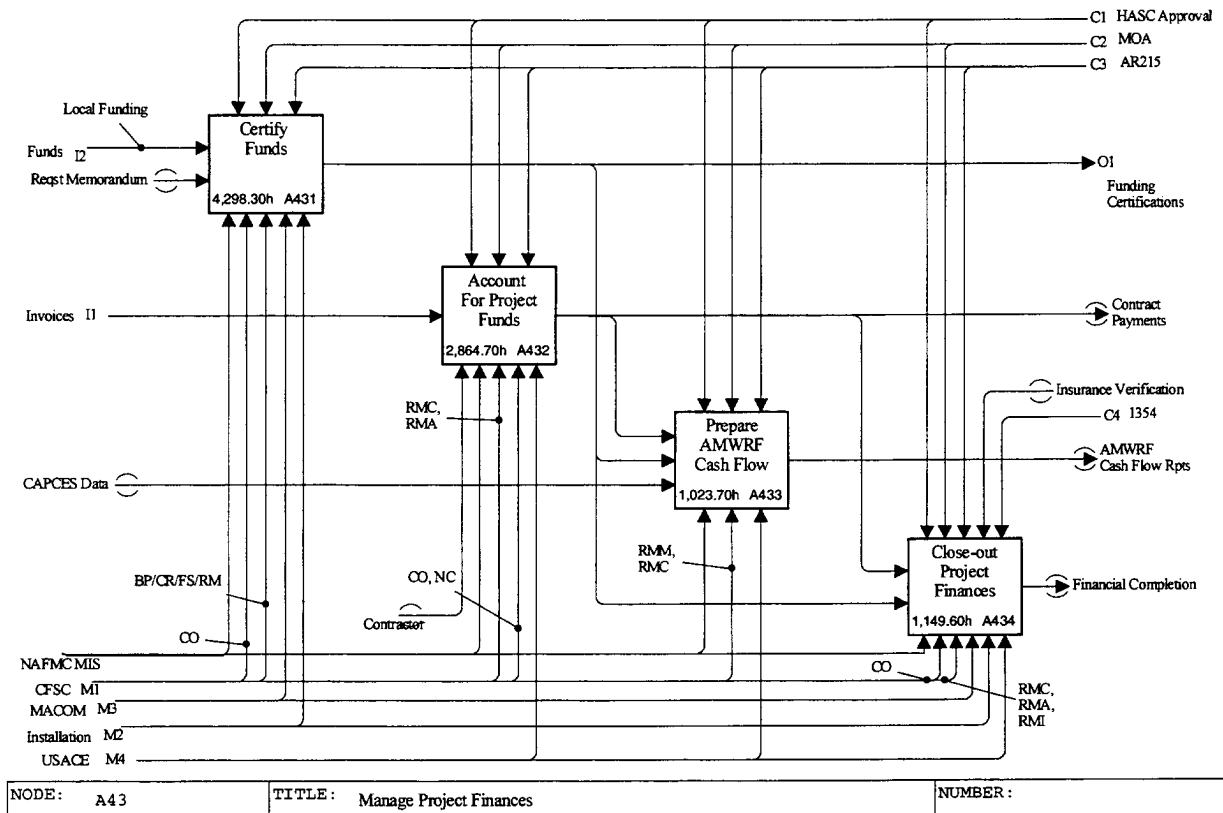 C1 HASC Approval
C2 MOA
C3 AR215
Local Funding
Certify
Funds
Funds I2
Reqst Memorandum
4,298.30h A431
O1
Funding
Certifications
Account
For Project
Funds
Invoices I1
Contract
Payments
2,864.70h A432
RMC,
RMA
Insurance Verification
C4 1354
Prepare
AMWRF
Cash Flow
AMWRF
Cash Flow Rpts
CAPCES Data
1,023.70h A433
RMM,
RMC
Close-out
Project
Finances
BP/CR/FS/RM
CO, NC
Financial Completion
Contractor
1,149.60h A434
CO
NAFMC MIS
CO
CFSC M1
RMC,
RMA,
RMI
MACOM M3
Installation M2
USACE M4
NODE: A43
TITLE: Manage Project Finances
NUMBER: